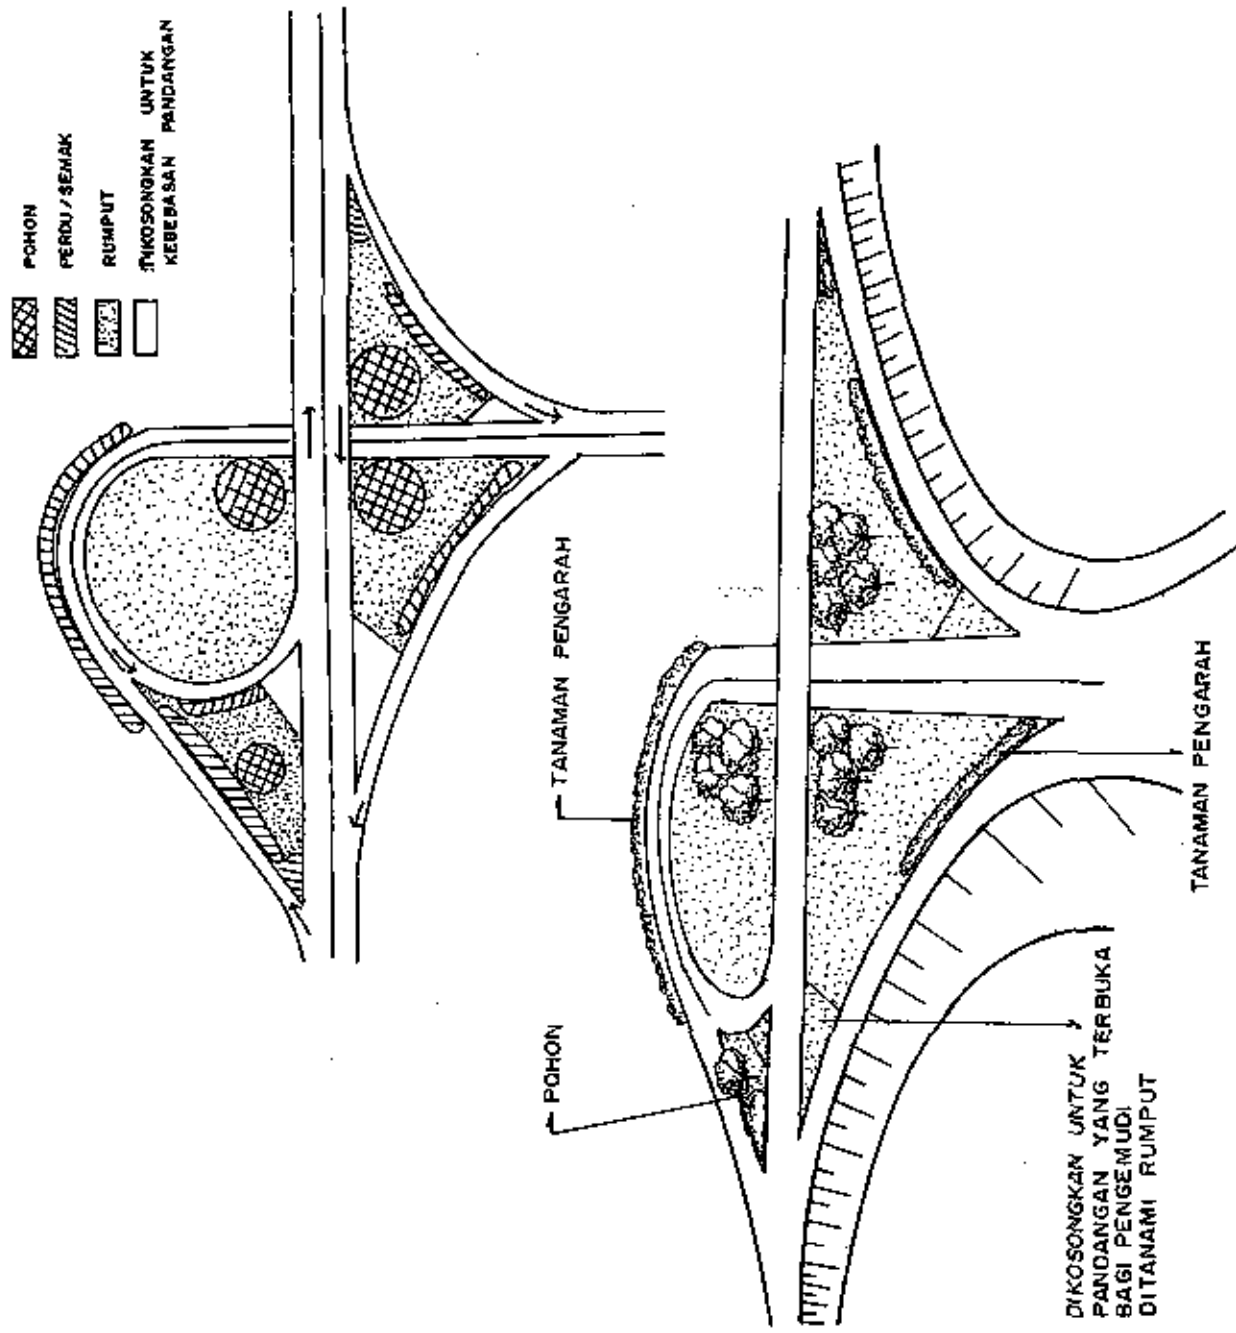 POHON
PERDU / SEMAK
RUMPUT
DIKOSONGKAN UNTUK
KEBEBASAN PANDANGAN
TANAMAN PENGARAH
POHON
TANAMAN PENGARAH
DIKOSONGKAN UNTUK
PANDANGAN YANG TERBUKA
BAGI PENGEMUDI
DITANAMI RUMPUT